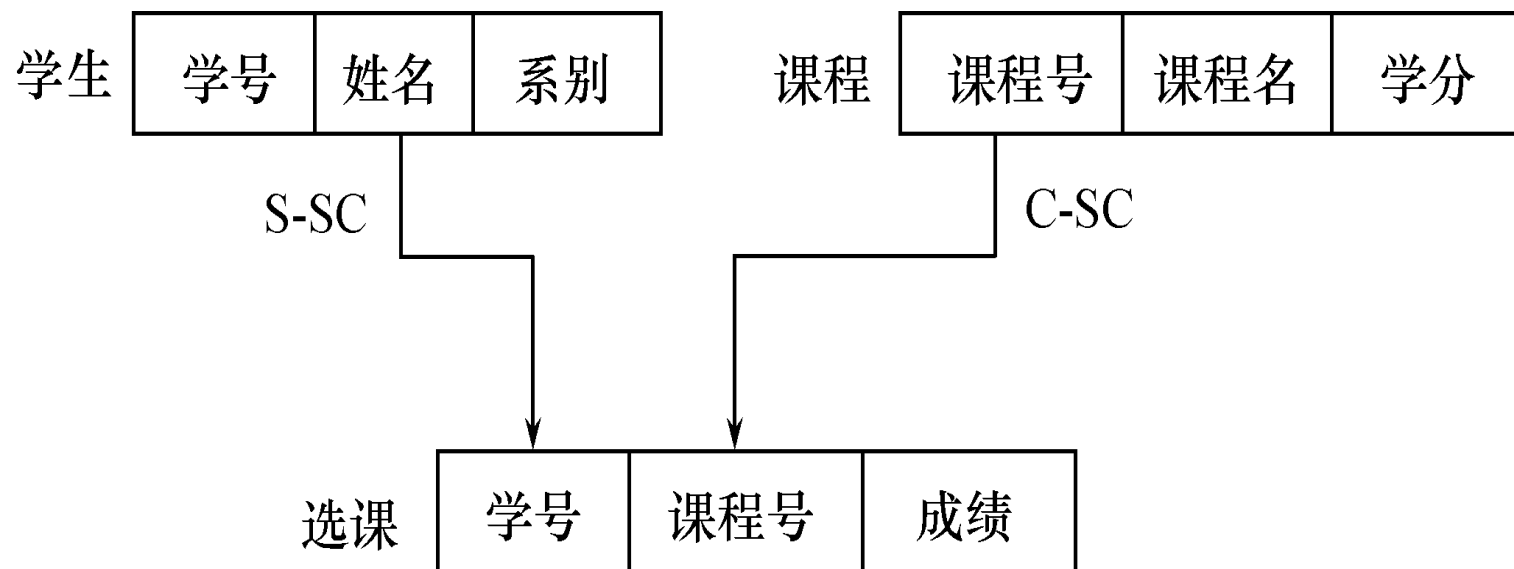 学生 学号 姓名 系别 课程 课程号 课程名 学分
S-SC C-SC
选课 学号 课程号 成绩